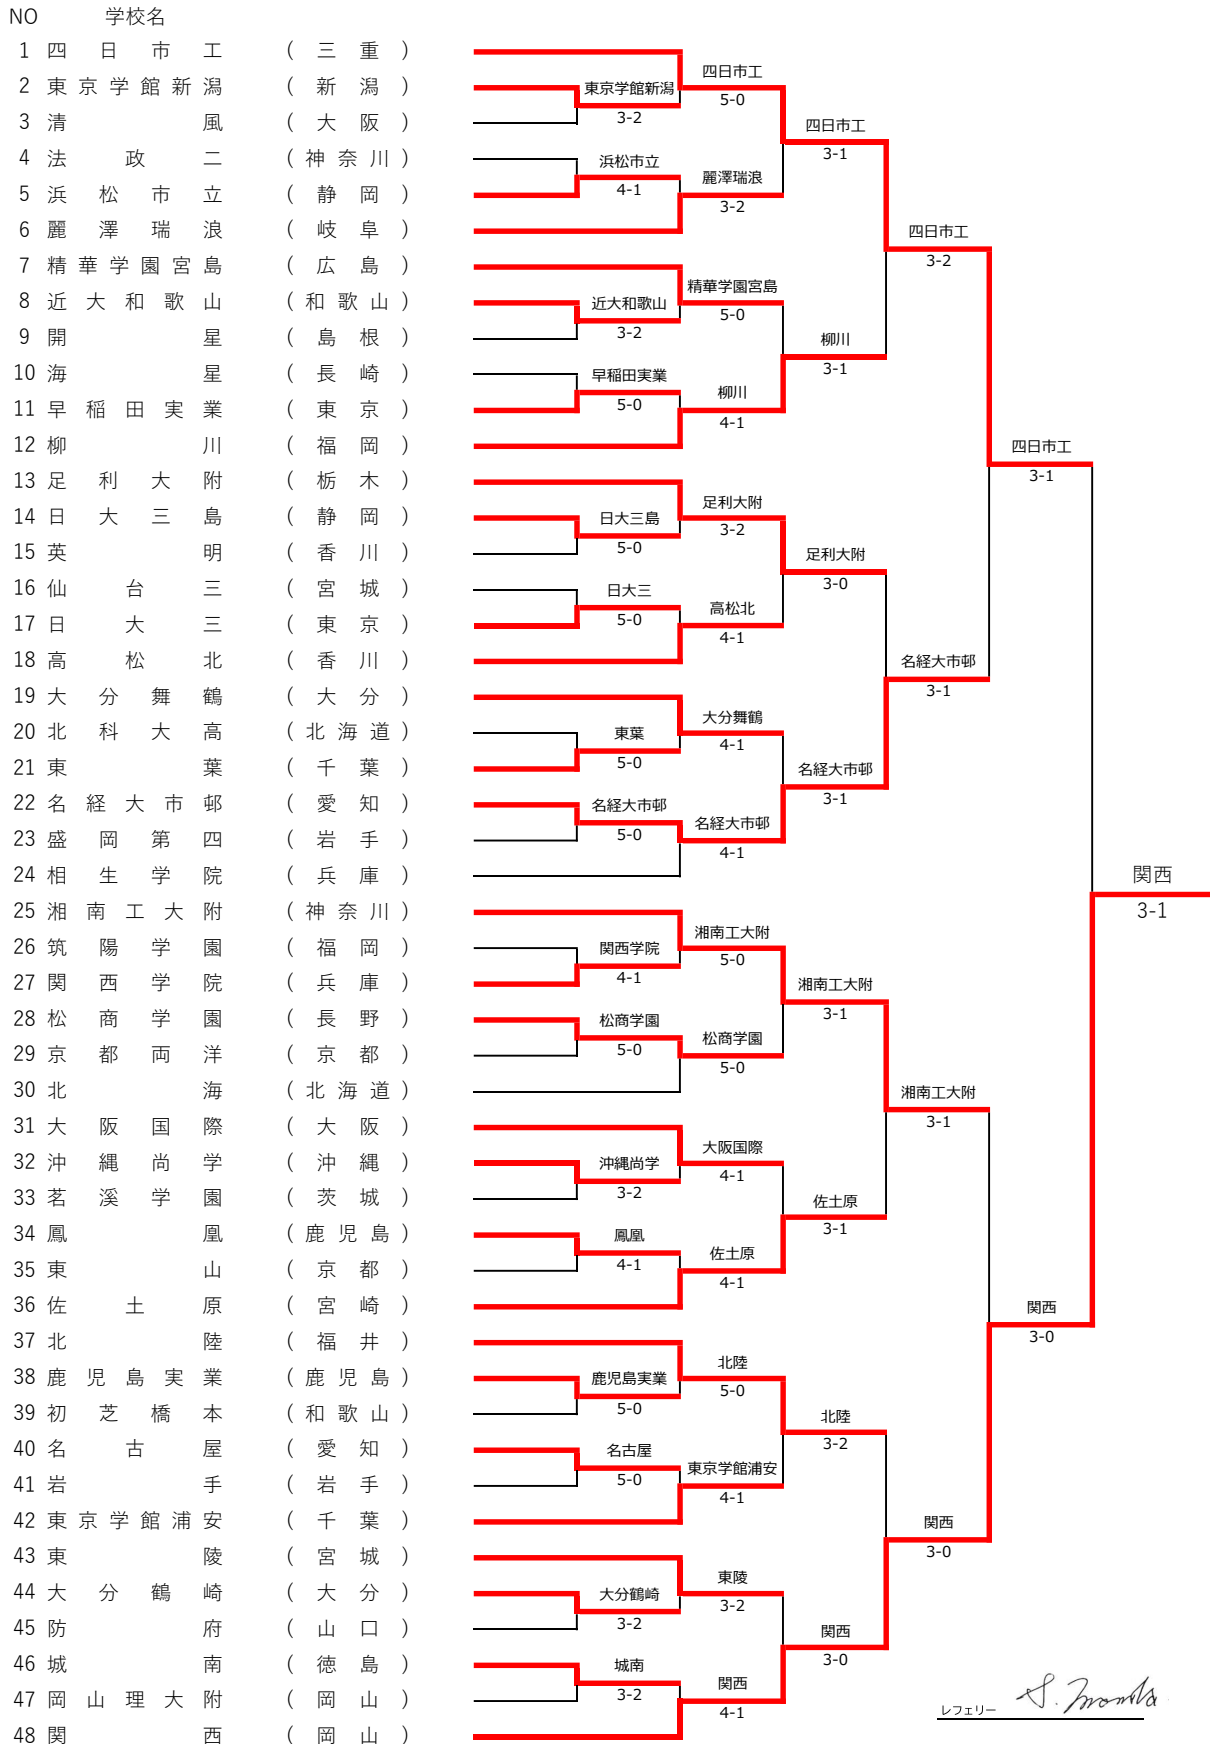 NO 学校名
1 四日市工 (三重)
2 東京学館新潟 (新潟)
3 清風 (大阪)
4 法政二 (神奈川)
5 浜松市立 (静岡)
6 麗澤瑞浪 (岐阜)
7 精華学園宮島 (広島)
8 近大和歌山 (和歌山)
9 開星 (島根)
10 海星 (長崎)
11 早稲田実業 (東京)
12 柳川 (福岡)
13 足利大附 (栃木)
14 日大三島 (静岡)
15 英明 (香川)
16 仙台三 (宮城)
17 日大三 (東京)
18 高松北 (香川)
19 大分舞鶴 (大分)
20 北科大高 (北海道)
21 東葉 (千葉)
22 名経大市邨 (愛知)
23 盛岡第四 (岩手)
24 相生学院 (兵庫)
25 湘南工大附 (神奈川)
26 筑陽学園 (福岡)
27 関西学院 (兵庫)
28 松商学園 (長野)
29 京都両洋 (京都)
30 北海 (北海道)
31 大阪国際 (大阪)
32 沖縄尚学 (沖縄)
33 茗溪学園 (茨城)
34 鳳凰 (鹿児島)
35 東山 (京都)
36 佐土原 (宮崎)
37 北陸 (福井)
38 鹿児島実業 (鹿児島)
39 初芝橋本 (和歌山)
40 名古屋 (愛知)
41 岩手 (岩手)
42 東京学館浦安 (千葉)
43 東陵 (宮城)
44 大分鶴崎 (大分)
45 防府 (山口)
46 城南 (徳島)
47 岡山理大附 (岡山)
48 関西 (岡山)
東京学館新潟
3-2
浜松市立
4-1
近大和歌山
3-2
早稲田実業
5-0
日大三島
5-0
日大三
5-0
東葉
5-0
名経大市邨
5-0
関西学院
4-1
松商学園
5-0
沖縄尚学
3-2
鳳凰
4-1
鹿児島実業
5-0
名古屋
5-0
大分鶴崎
3-2
城南
3-2
四日市工
5-0
麗澤瑞浪
3-2
精華学園宮島
5-0
柳川
4-1
足利大附
3-2
高松北
4-1
大分舞鶴
4-1
名経大市邨
4-1
湘南工大附
5-0
松商学園
5-0
大阪国際
4-1
佐土原
4-1
北陸
5-0
東京学館浦安
4-1
東陵
3-2
関西
4-1
四日市工
3-1
柳川
3-1
足利大附
3-0
名経大市邨
3-1
湘南工大附
3-1
佐土原
3-1
北陸
3-2
関西
3-0
四日市工
3-2
名経大市邨
3-1
湘南工大附
3-1
関西
3-0
四日市工
3-1
関西
3-0
関西
3-1
レフェリー